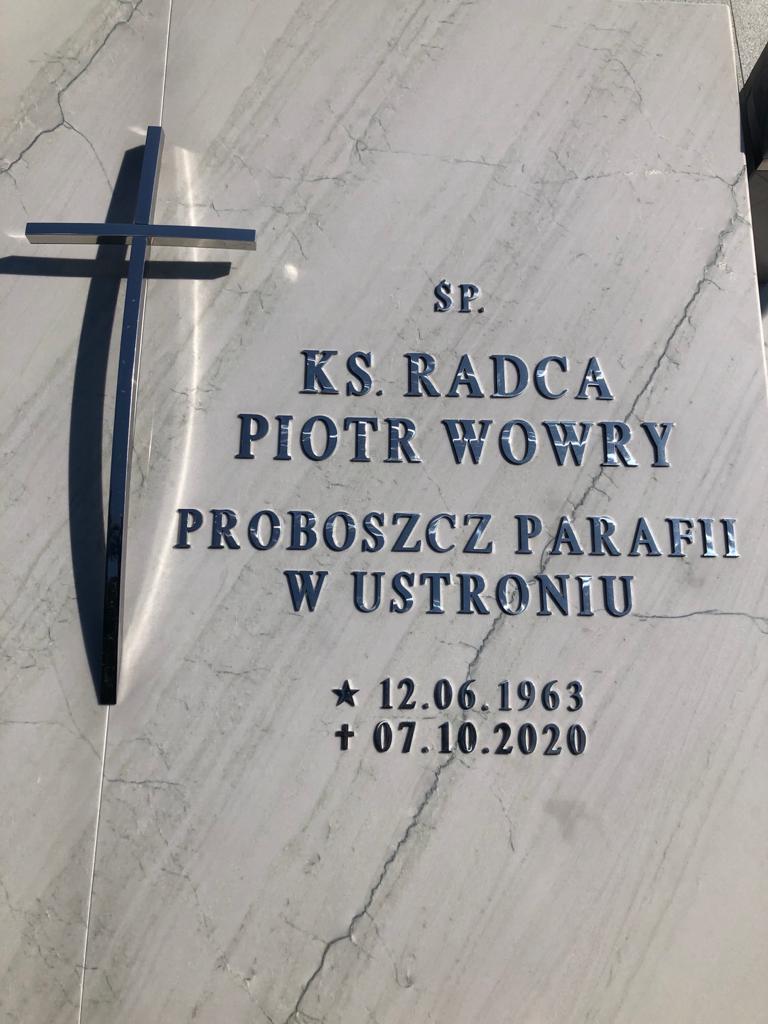 ŚP.
KS. RADCA
PIOTR WOWRY
PROBOSZCZ PARAFII
W USTRONIU
★ 12.06.1963
✝ 07.10.2020